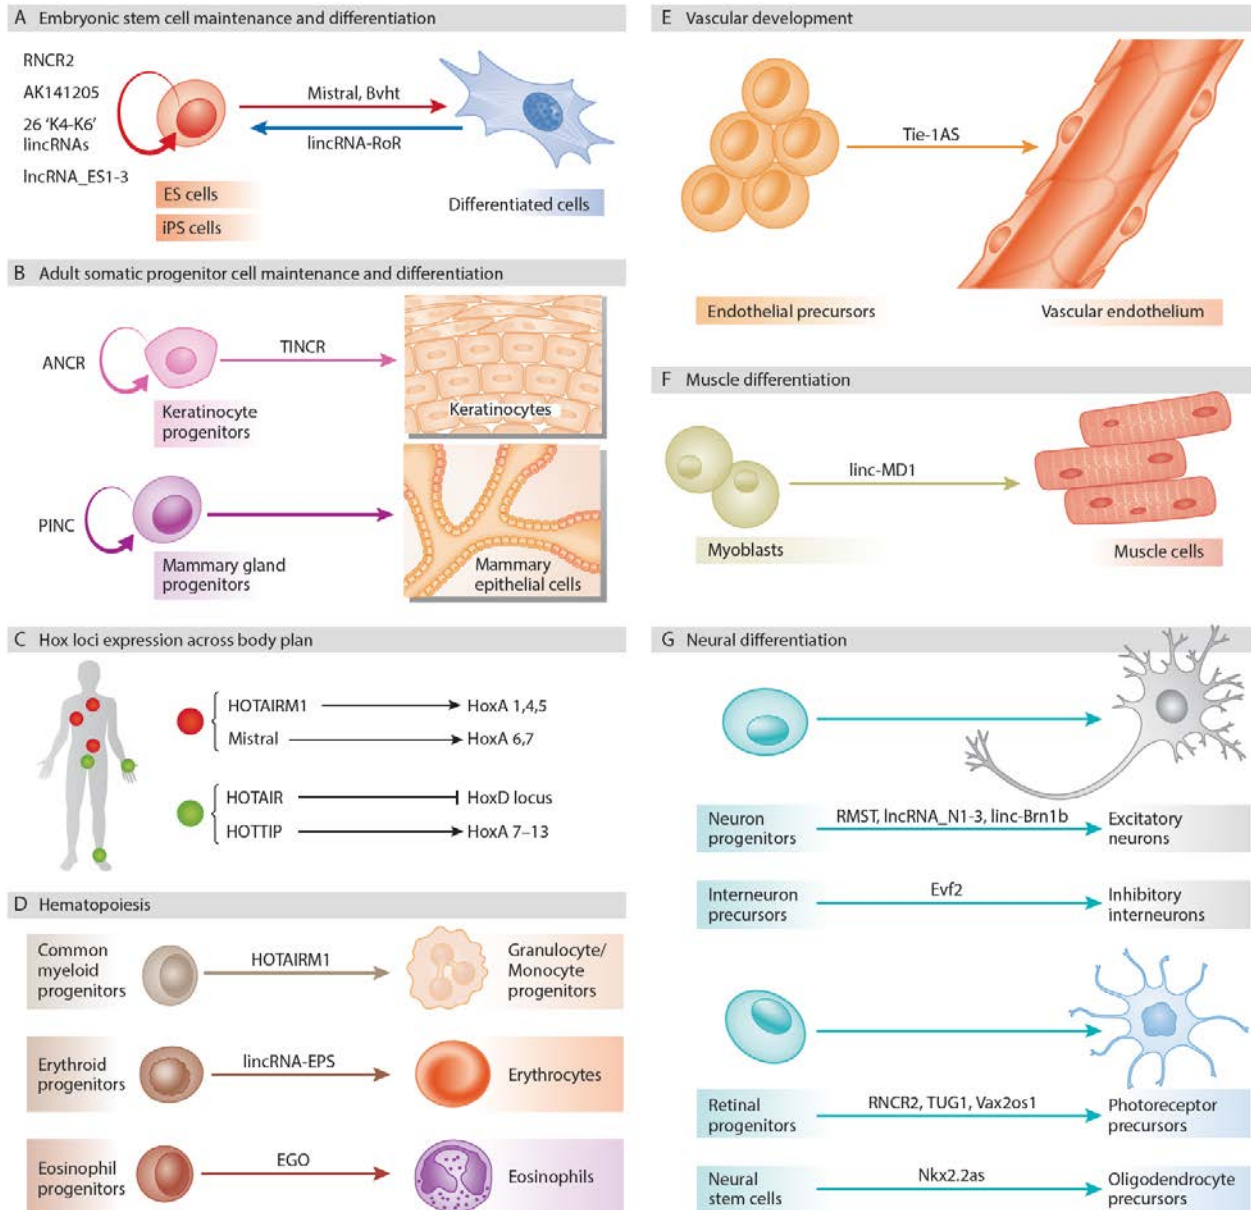 A Embryonic stem cell maintenance and differentiation
RNCR2
AK141205
26 ‘K4-K6’
lincRNAs
lncRNA_ES1-3
Mistral, Bvht
lincRNA-RoR
ES cells
iPS cells
Differentiated cells
B Adult somatic progenitor cell maintenance and differentiation
ANCR
TINCR
Keratinocyte
progenitors
Keratinocytes
PINC
Mammary gland
progenitors
Mammary
epithelial cells
C Hox loci expression across body plan
HOTAIRM1
HoxA 1,4,5
Mistral
HoxA 6,7
HOTAIR
HoxD locus
HOTTIP
HoxA 7–13
D Hematopoiesis
Common
myeloid
progenitors
HOTAIRM1
Granulocyte/
Monocyte
progenitors
Erythroid
progenitors
lincRNA-EPS
Erythrocytes
Eosinophil
progenitors
EGO
Eosinophils
E Vascular development
Tie-1AS
Endothelial precursors
Vascular endothelium
F Muscle differentiation
linc-MD1
Myoblasts
Muscle cells
G Neural differentiation
Neuron
progenitors
RMST, lncRNA_N1-3, linc-Brn1b
Excitatory
neurons
Interneuron
precursors
Evf2
Inhibitory
interneurons
Retinal
progenitors
RNCR2, TUG1, Vax2os1
Photoreceptor
precursors
Neural
stem cells
Nkx2.2as
Oligodendrocyte
precursors